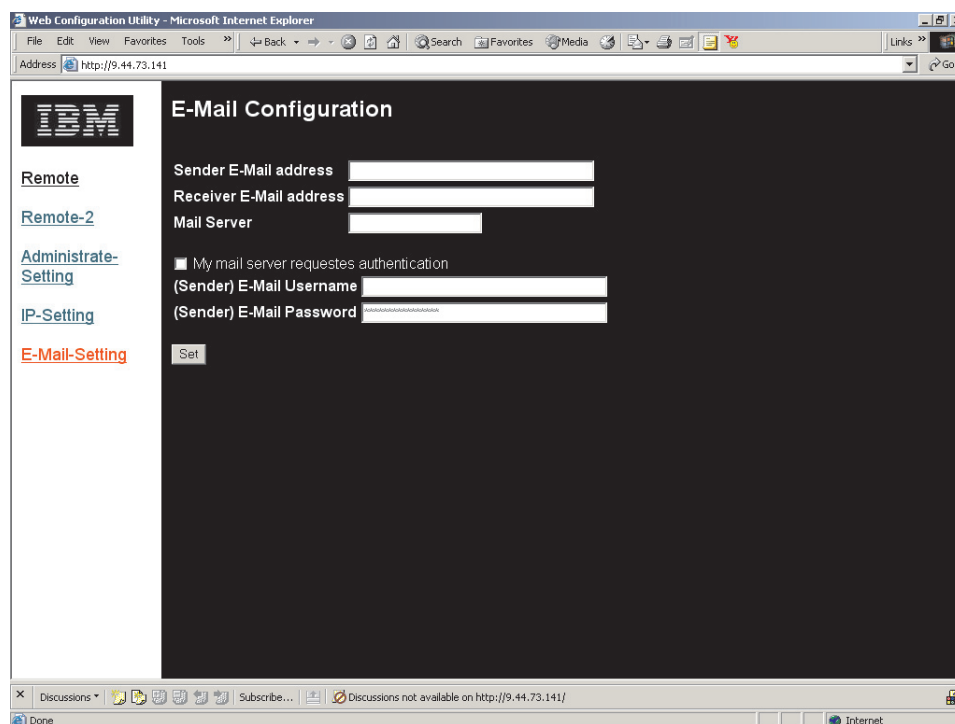 Web Configuration Utility - Microsoft Internet Explorer
File Edit View Favorites Tools » Back Search Favorites Media Links »
Address http://9.44.73.141 Go
IBM
E-Mail Configuration
Remote
Remote-2
Administrate-
Setting
IP-Setting
E-Mail-Setting
Sender E-Mail address
Receiver E-Mail address
Mail Server
My mail server requestes authentication
(Sender) E-Mail Username
(Sender) E-Mail Password
Set
Discussions Subscribe... Discussions not available on http://9.44.73.141/
Done Internet